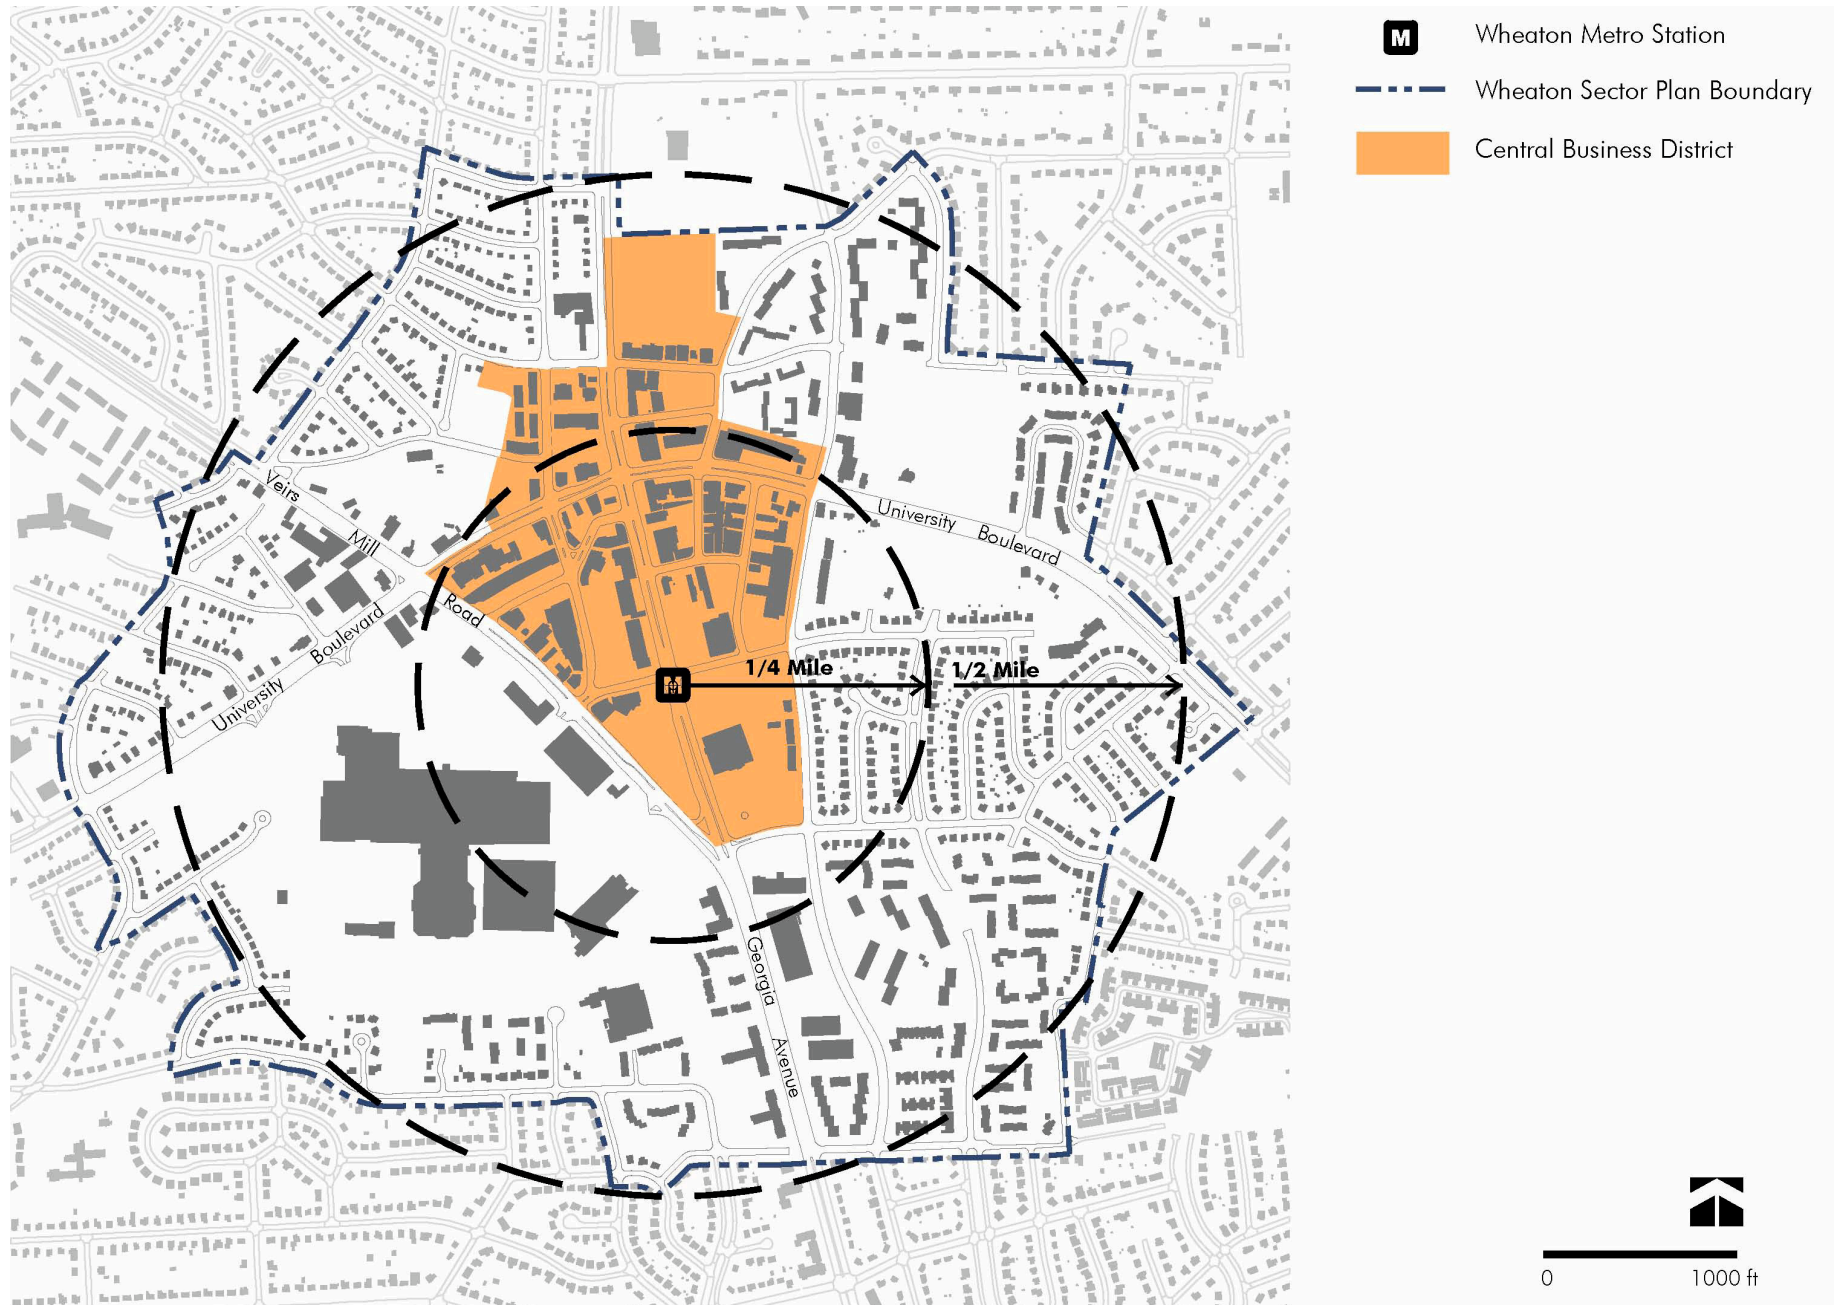 M Wheaton Metro Station
Wheaton Sector Plan Boundary
Central Business District
Veirs
Mill
Road
University Boulevard
University
Boulevard
M
1/4 Mile
1/2 Mile
Georgia
Avenue
0 1000 ft